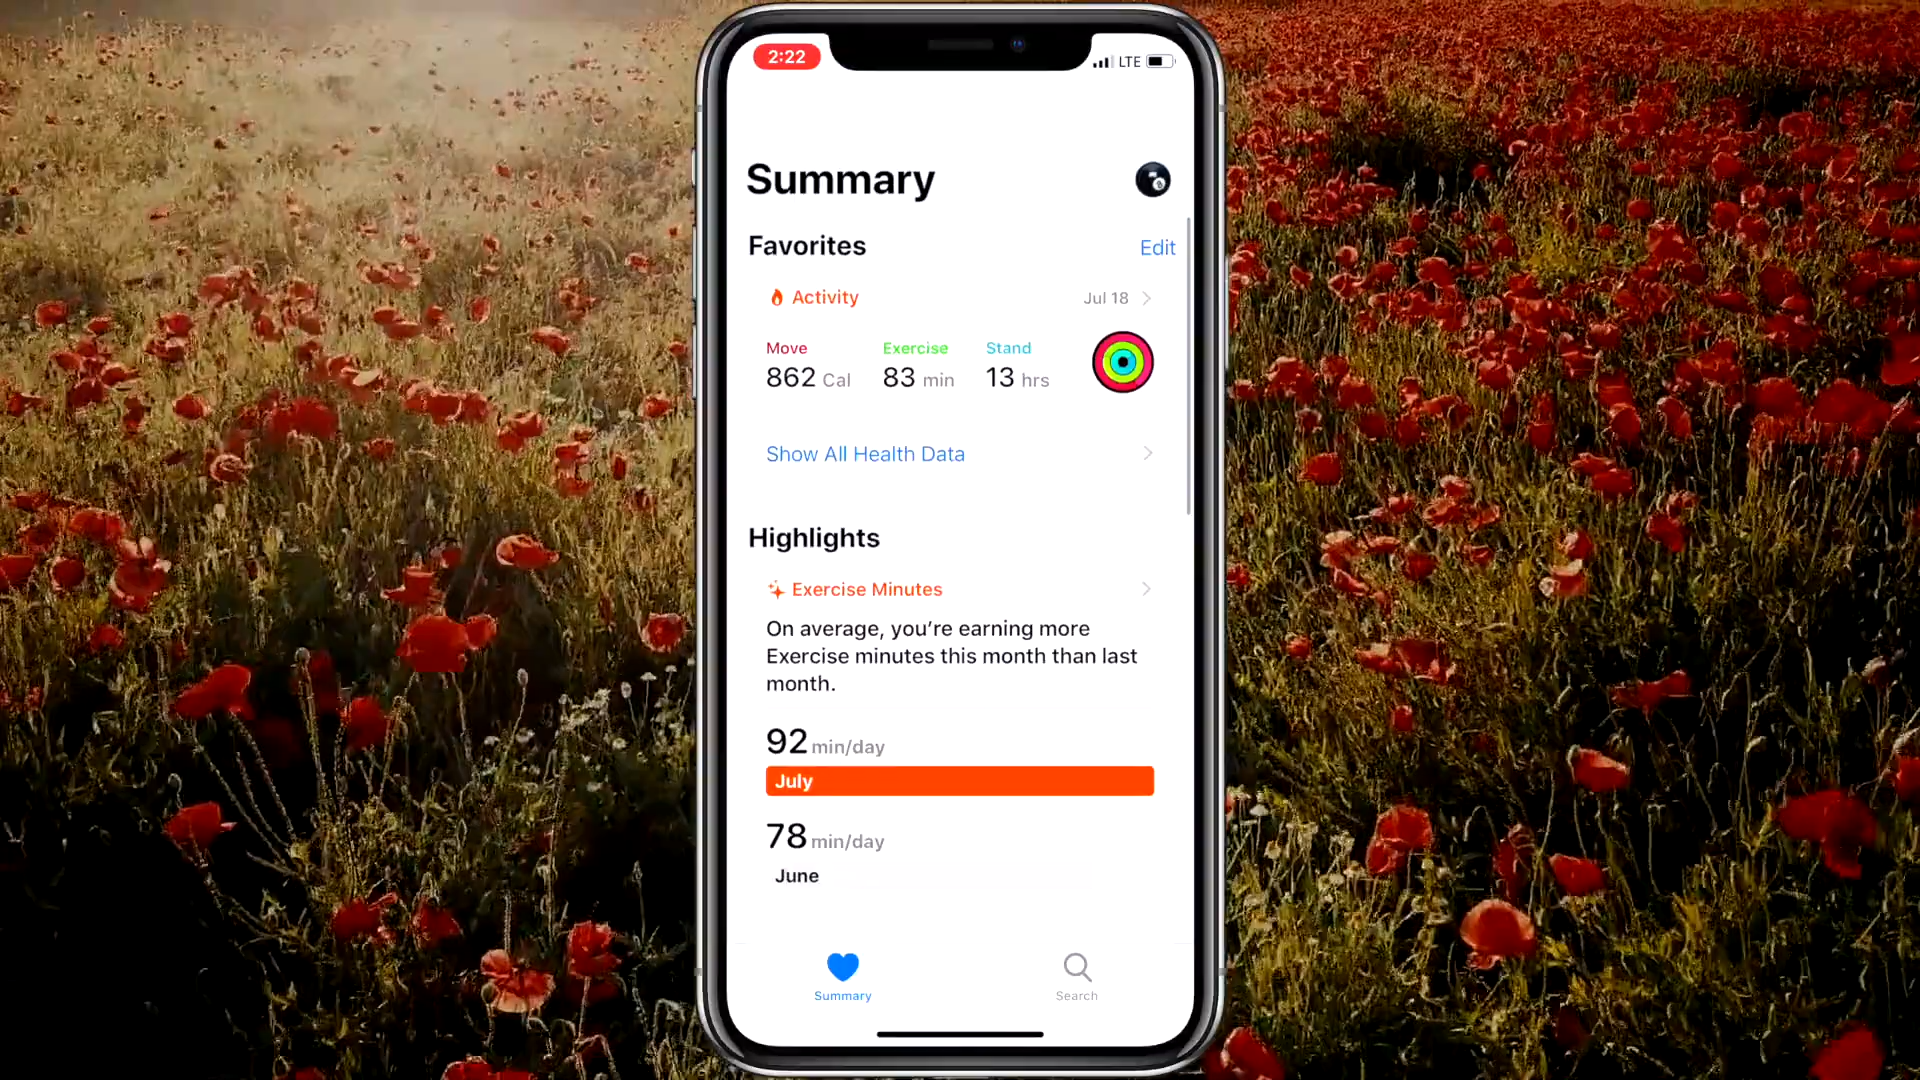 2:22
LTE
Summary
Favorites
Edit
Activity
Jul 18
Move
Exercise
Stand
862 Cal
83 min
13 hrs
Show All Health Data
Highlights
Exercise Minutes
On average, you’re earning more
Exercise minutes this month than last
month.
92 min/day
July
78 min/day
June
Summary
Search